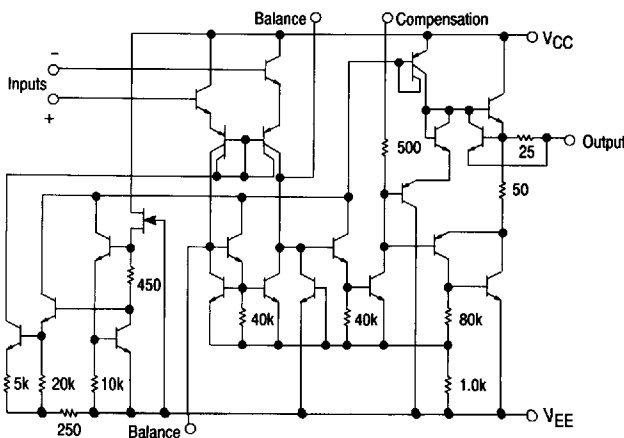 Balance
Compensation
VCC
−
Inputs
+
500
25
Output
50
450
40k
40k
80k
5k
20k
10k
1.0k
250
Balance
VEE